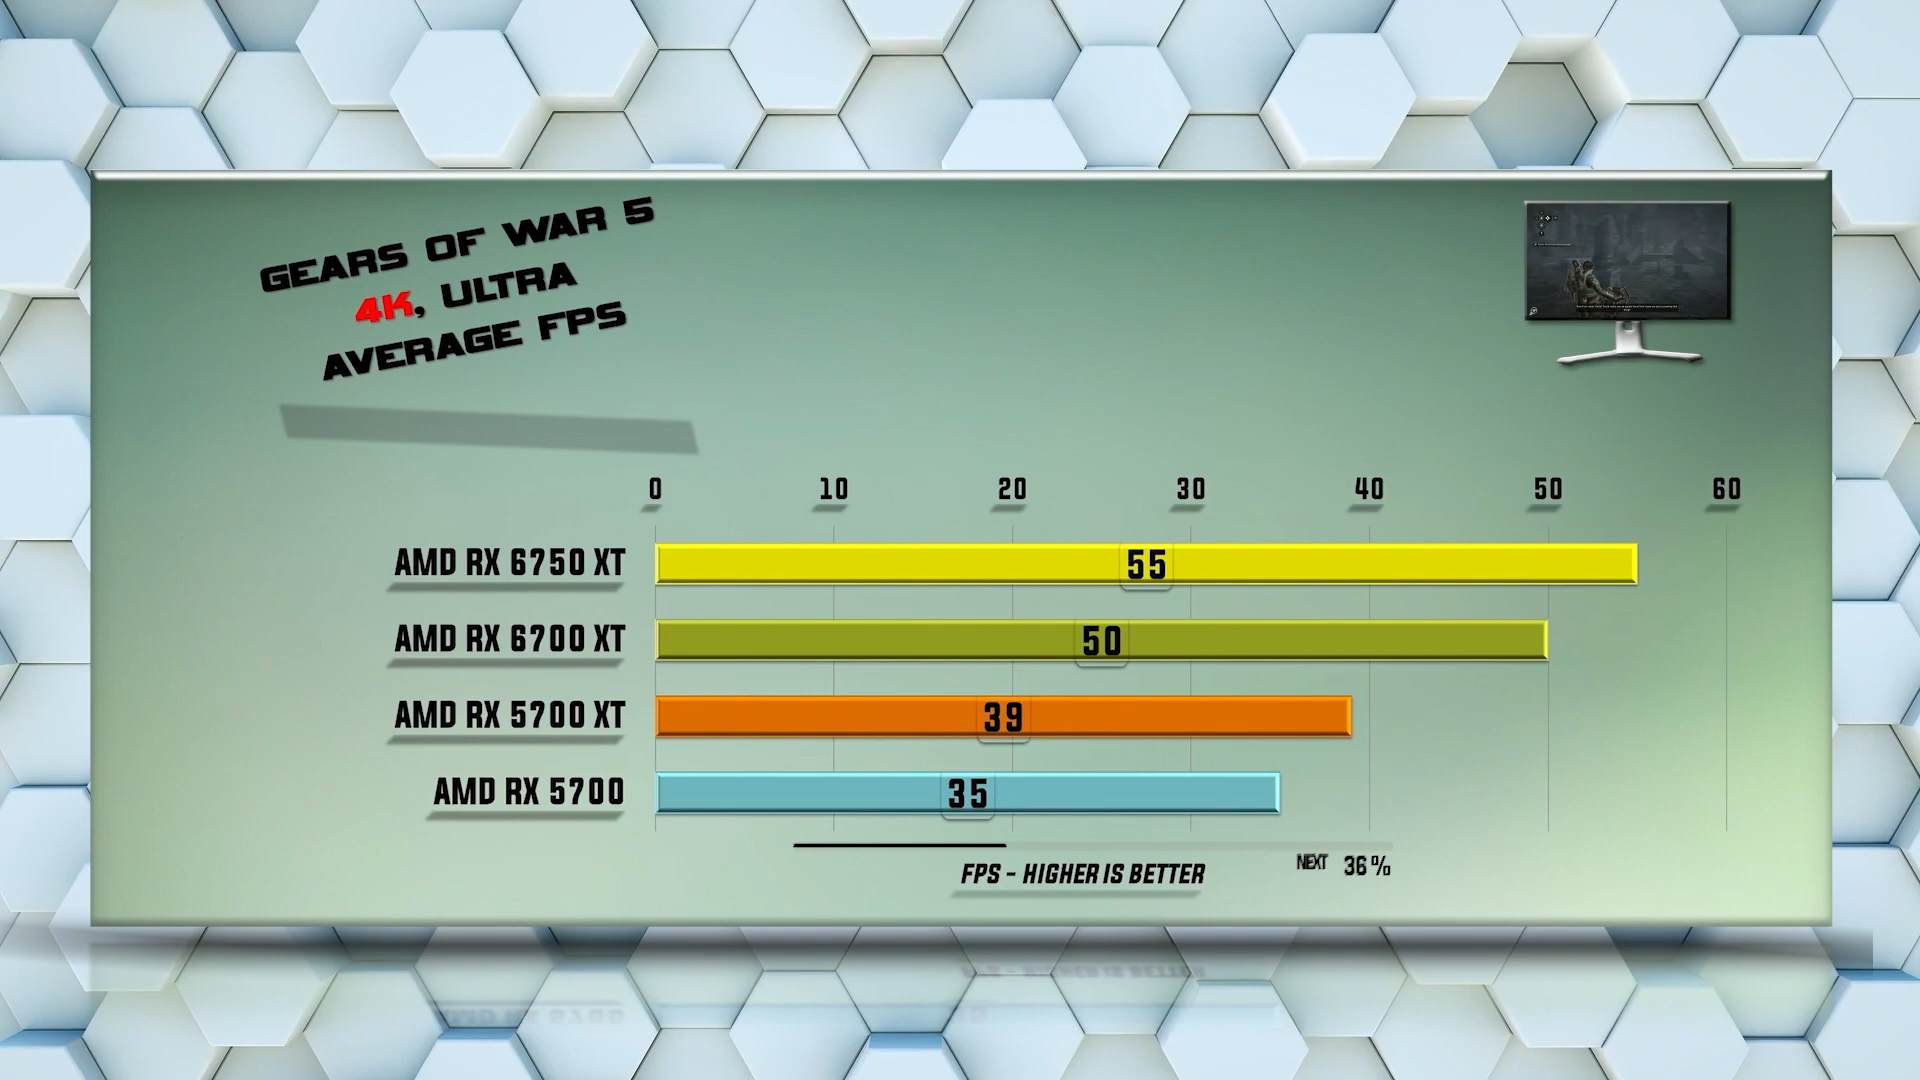 GEARS OF WAR 5
4K, ULTRA
AVERAGE FPS
0 10 20 30 40 50 60
AMD RX 6750 XT 55
AMD RX 6700 XT 50
AMD RX 5700 XT 39
AMD RX 5700 35
FPS - HIGHER IS BETTER
NEXT 36%